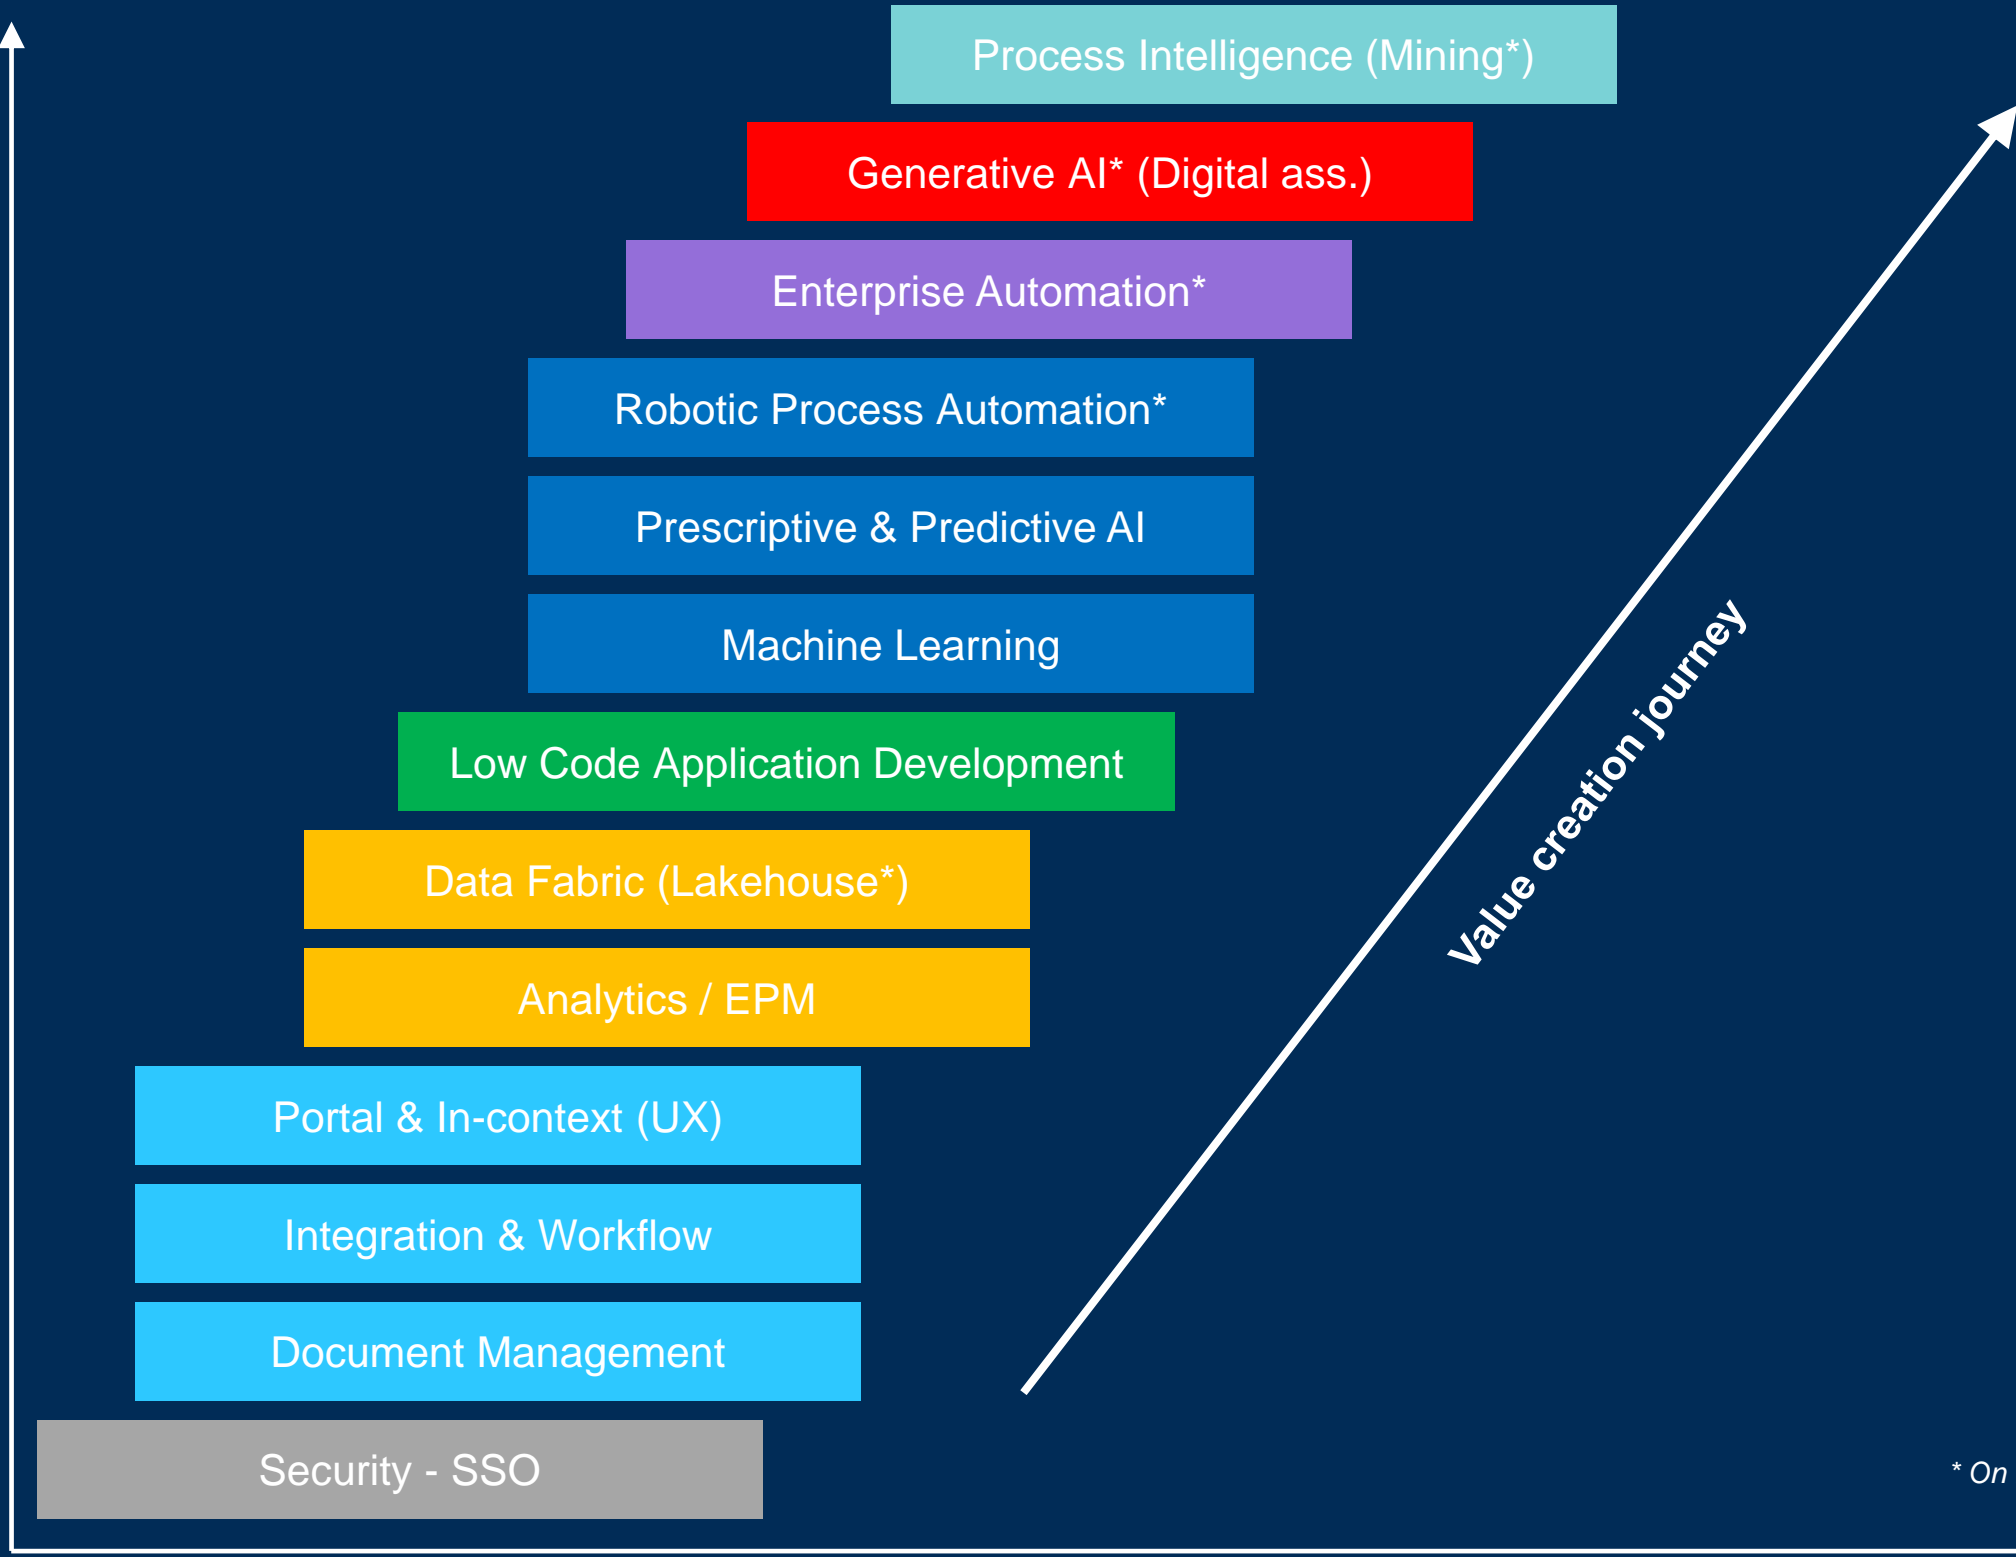 Process Intelligence (Mining*)
Generative AI* (Digital ass.)
Enterprise Automation*
Robotic Process Automation*
Prescriptive & Predictive AI
Machine Learning
Low Code Application Development
Data Fabric (Lakehouse*)
Analytics / EPM
Portal & In-context (UX)
Integration & Workflow
Document Management
Security - SSO
Value creation journey
* On